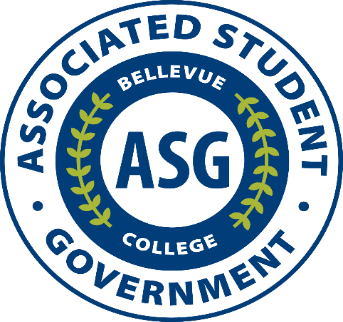 ASSOCIATED STUDENT
BELLEVUE
ASG
COLLEGE
• GOVERNMENT •